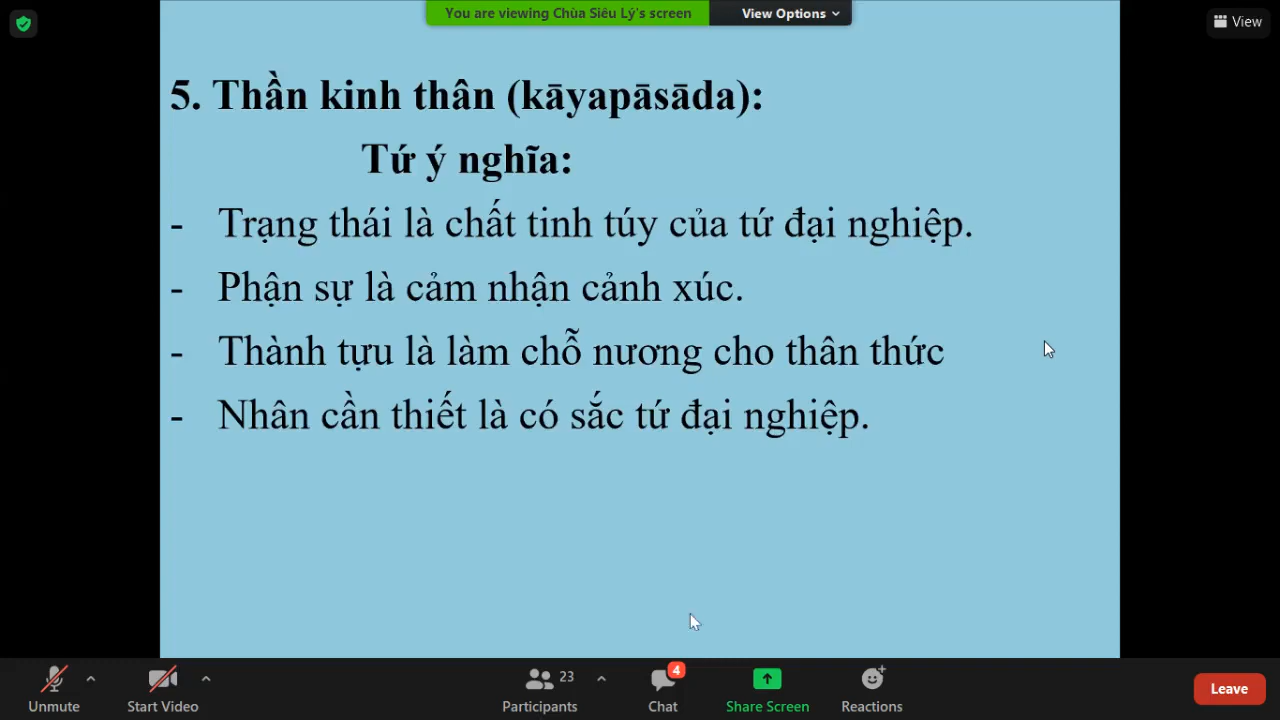 You are viewing Chùa Siêu Lý's screen
View Options
View
5. Thần kinh thân (kāyapāsāda):
Tứ ý nghĩa:
- Trạng thái là chất tinh túy của tứ đại nghiệp.
- Phận sự là cảm nhận cảnh xúc.
- Thành tựu là làm chỗ nương cho thân thức
- Nhân cần thiết là có sắc tứ đại nghiệp.
Unmute
Start Video
23
Participants
4
Chat
Share Screen
Reactions
Leave